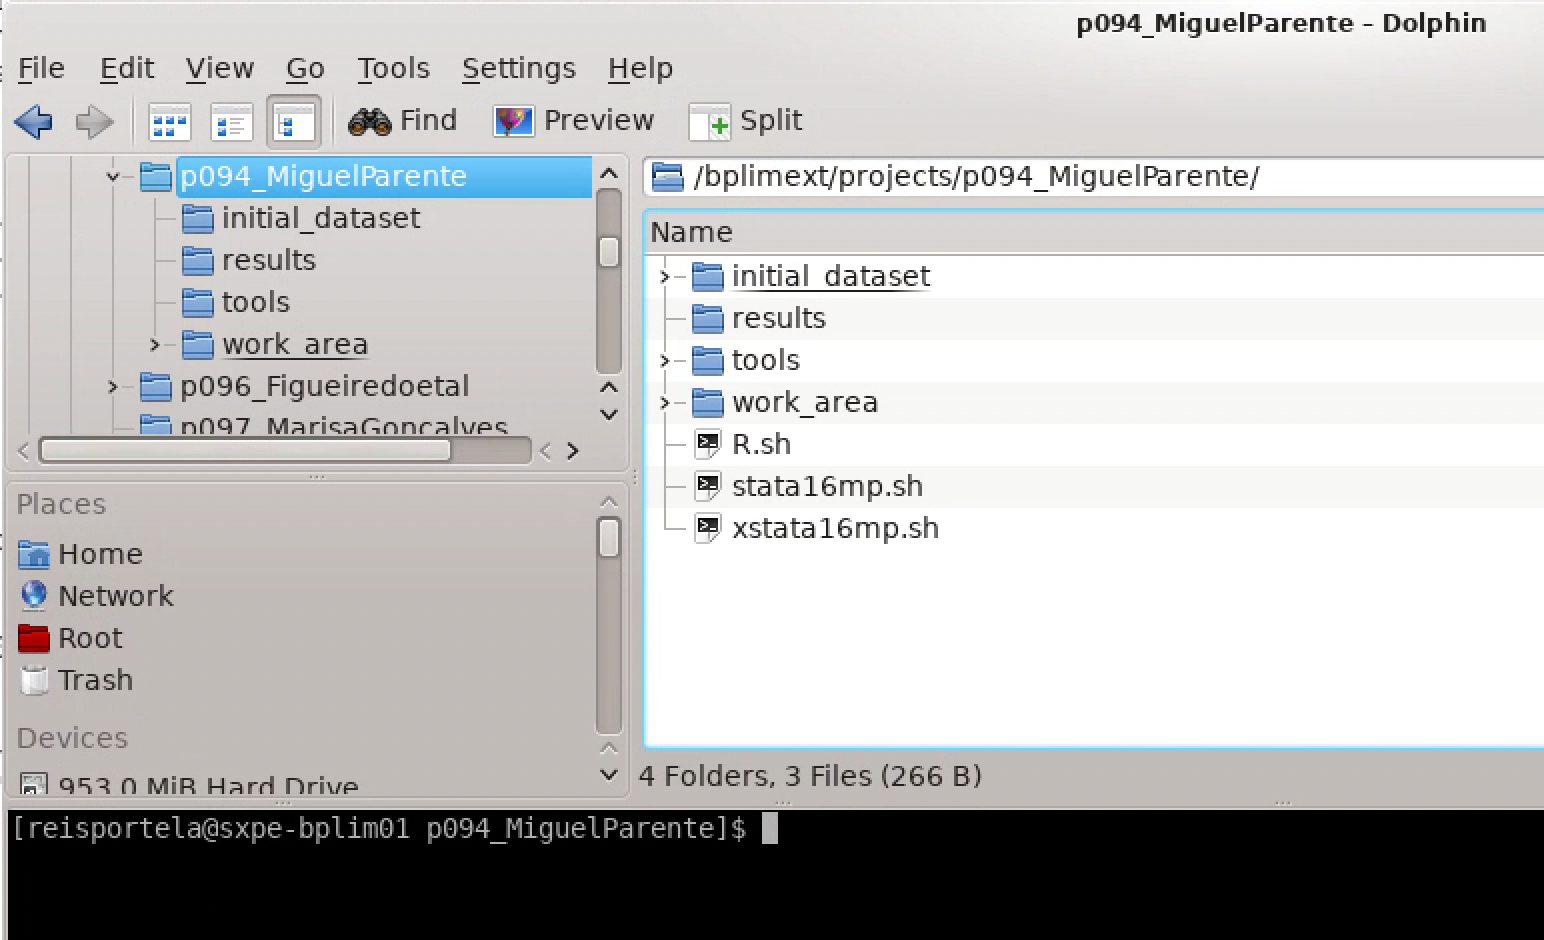 p094_MiguelParente – Dolphin
File Edit View Go Tools Settings Help
Find Preview Split
p094_MiguelParente
initial_dataset
results
tools
work_area
p096_Figueiredoetal
p097_MarisaGoncalves
Places
Home
Network
Root
Trash
Devices
953.0 MiB Hard Drive
/bplimext/projects/p094_MiguelParente/
Name
initial_dataset
results
tools
work_area
R.sh
stata16mp.sh
xstata16mp.sh
4 Folders, 3 Files (266 B)
[reisportela@sxpe-bplim01 p094_MiguelParente]$